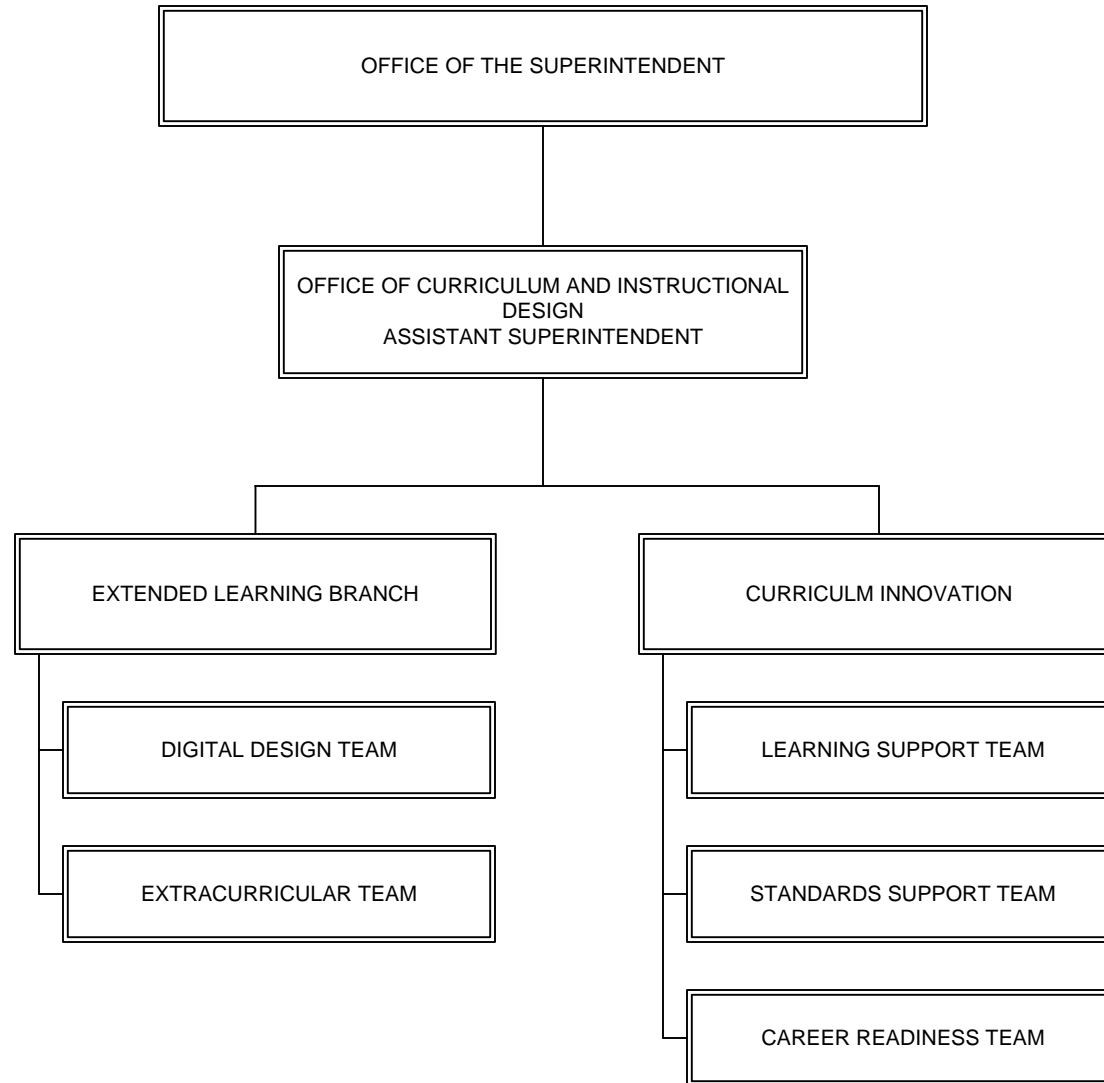 OFFICE OF THE SUPERINTENDENT
OFFICE OF CURRICULUM AND INSTRUCTIONAL
DESIGN
ASSISTANT SUPERINTENDENT
EXTENDED LEARNING BRANCH
CURRICULM INNOVATION
DIGITAL DESIGN TEAM
LEARNING SUPPORT TEAM
EXTRACURRICULAR TEAM
STANDARDS SUPPORT TEAM
CAREER READINESS TEAM